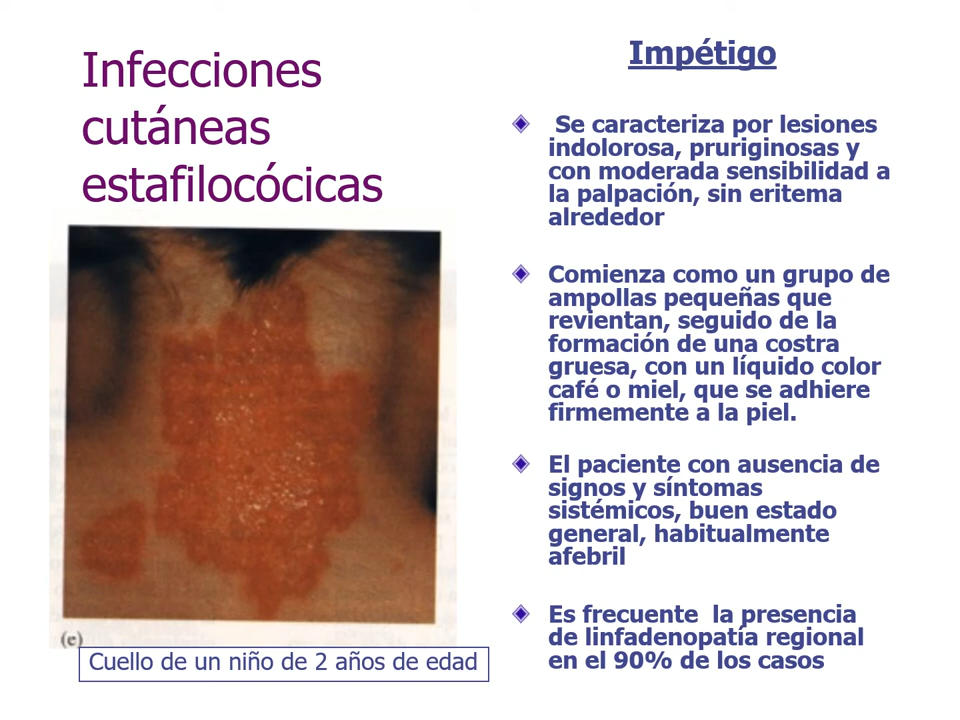 Infecciones
cutáneas
estafilocócicas
(e)
Cuello de un niño de 2 años de edad
Impétigo
Se caracteriza por lesiones
indolorosa, pruriginosas y
con moderada sensibilidad a
la palpación, sin eritema
alrededor
Comienza como un grupo de
ampollas pequeñas que
revientan, seguido de la
formación de una costra
gruesa, con un líquido color
café o miel, que se adhiere
firmemente a la piel.
El paciente con ausencia de
signos y síntomas
sistémicos, buen estado
general, habitualmente
afebril
Es frecuente  la presencia
de linfadenopatía regional
en el 90% de los casos